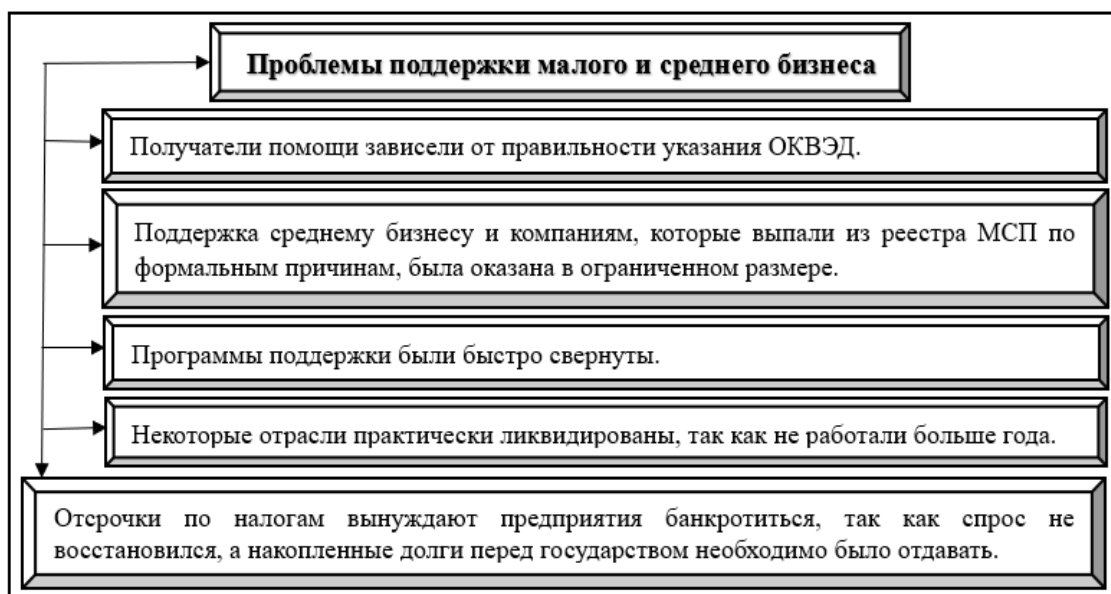 Проблемы поддержки малого и среднего бизнеса
Получатели помощи зависели от правильности указания ОКВЭД.
Поддержка среднему бизнесу и компаниям, которые выпали из реестра МСП по
формальным причинам, была оказана в ограниченном размере.
Программы поддержки были быстро свернуты.
Некоторые отрасли практически ликвидированы, так как не работали больше года.
Отсрочки по налогам вынуждают предприятия банкротиться, так как спрос не
восстановился, а накопленные долги перед государством необходимо было отдавать.